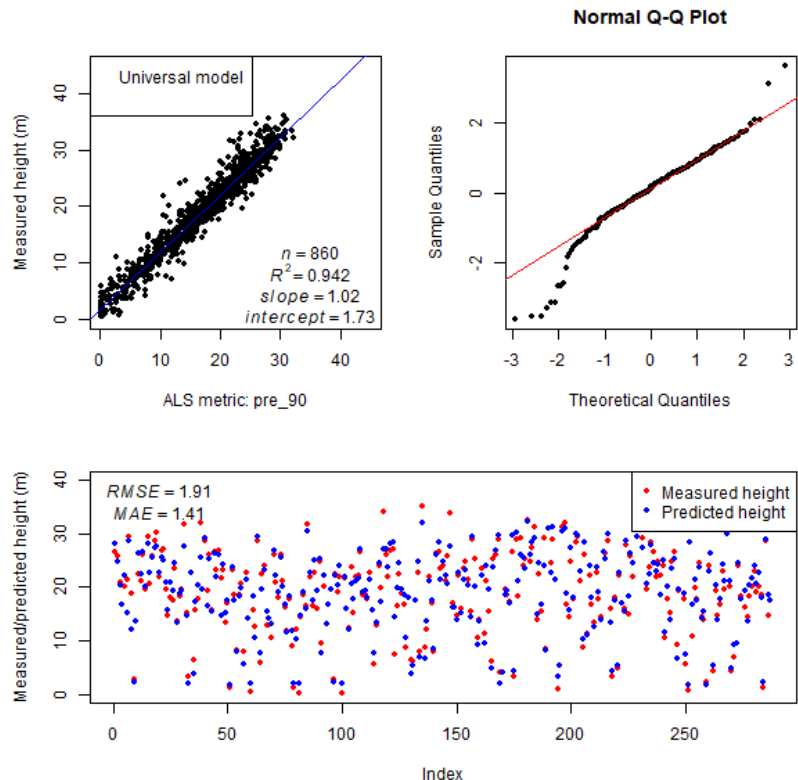 Normal Q-Q Plot
Universal model
Measured height (m)
40
30
20
10
0
n = 860
R² = 0.942
slope = 1.02
intercept = 1.73
0 10 20 30 40
ALS metric: pre_90
Sample Quantiles
2
0
-2
-3 -2 -1 0 1 2 3
Theoretical Quantiles
Measured/predicted height (m)
40
30
20
10
0
RMSE = 1.91
MAE = 1.41
Measured height
Predicted height
0 50 100 150 200 250
Index